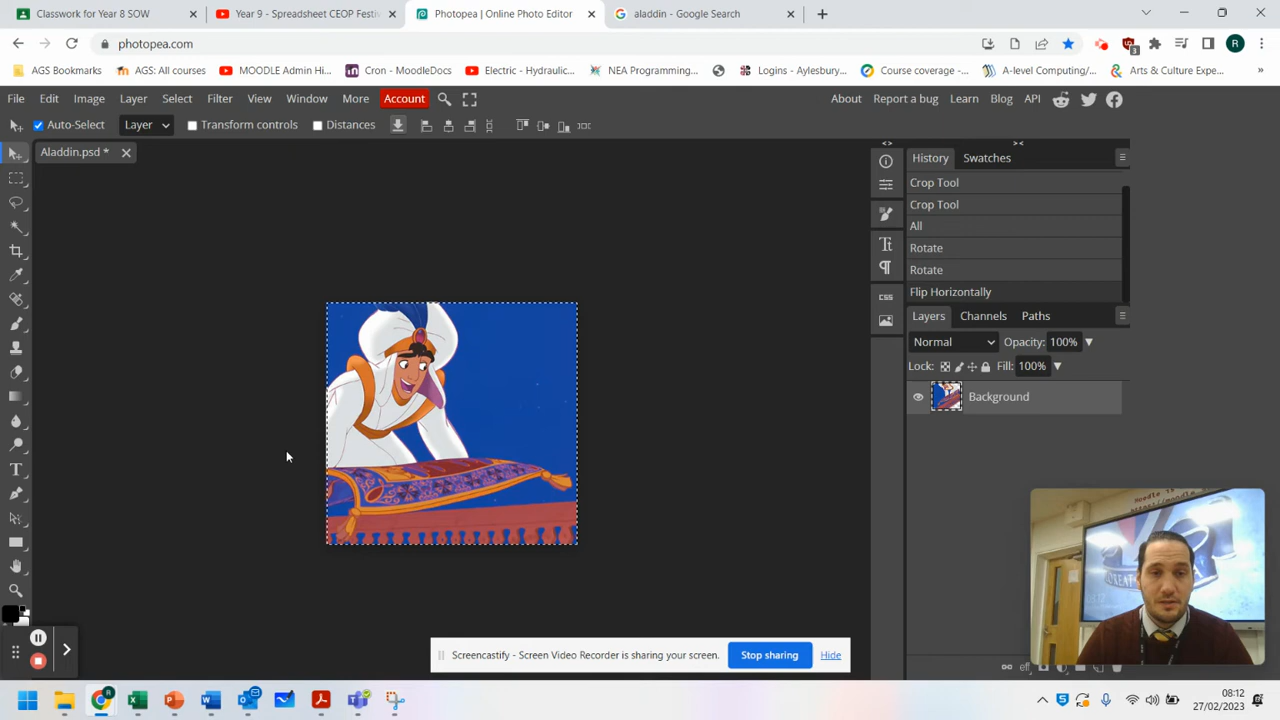 Classwork for Year 8 SOW
Year 9 - Spreadsheet CEOP Festi
Photopea | Online Photo Editor
aladdin - Google Search
photopea.com
3
R
AGS Bookmarks
AGS: All courses
MOODLE Admin Hi...
Cron - MoodleDocs
Electric - Hydraulic...
NEA Programming...
Logins - Aylesbury...
Course coverage -...
A-level Computing/...
Arts & Culture Expe...
File Edit Image Layer Select Filter View Window More Account
About Report a bug Learn Blog API
Auto-Select Layer Transform controls Distances
Aladdin.psd *
History Swatches
Crop Tool
Crop Tool
All
Rotate
Rotate
Flip Horizontally
Layers Channels Paths
Normal Opacity: 100%
Lock: Fill: 100%
Background
CSS
Screencastify - Screen Video Recorder is sharing your screen. Stop sharing Hide
08:12
27/02/2023